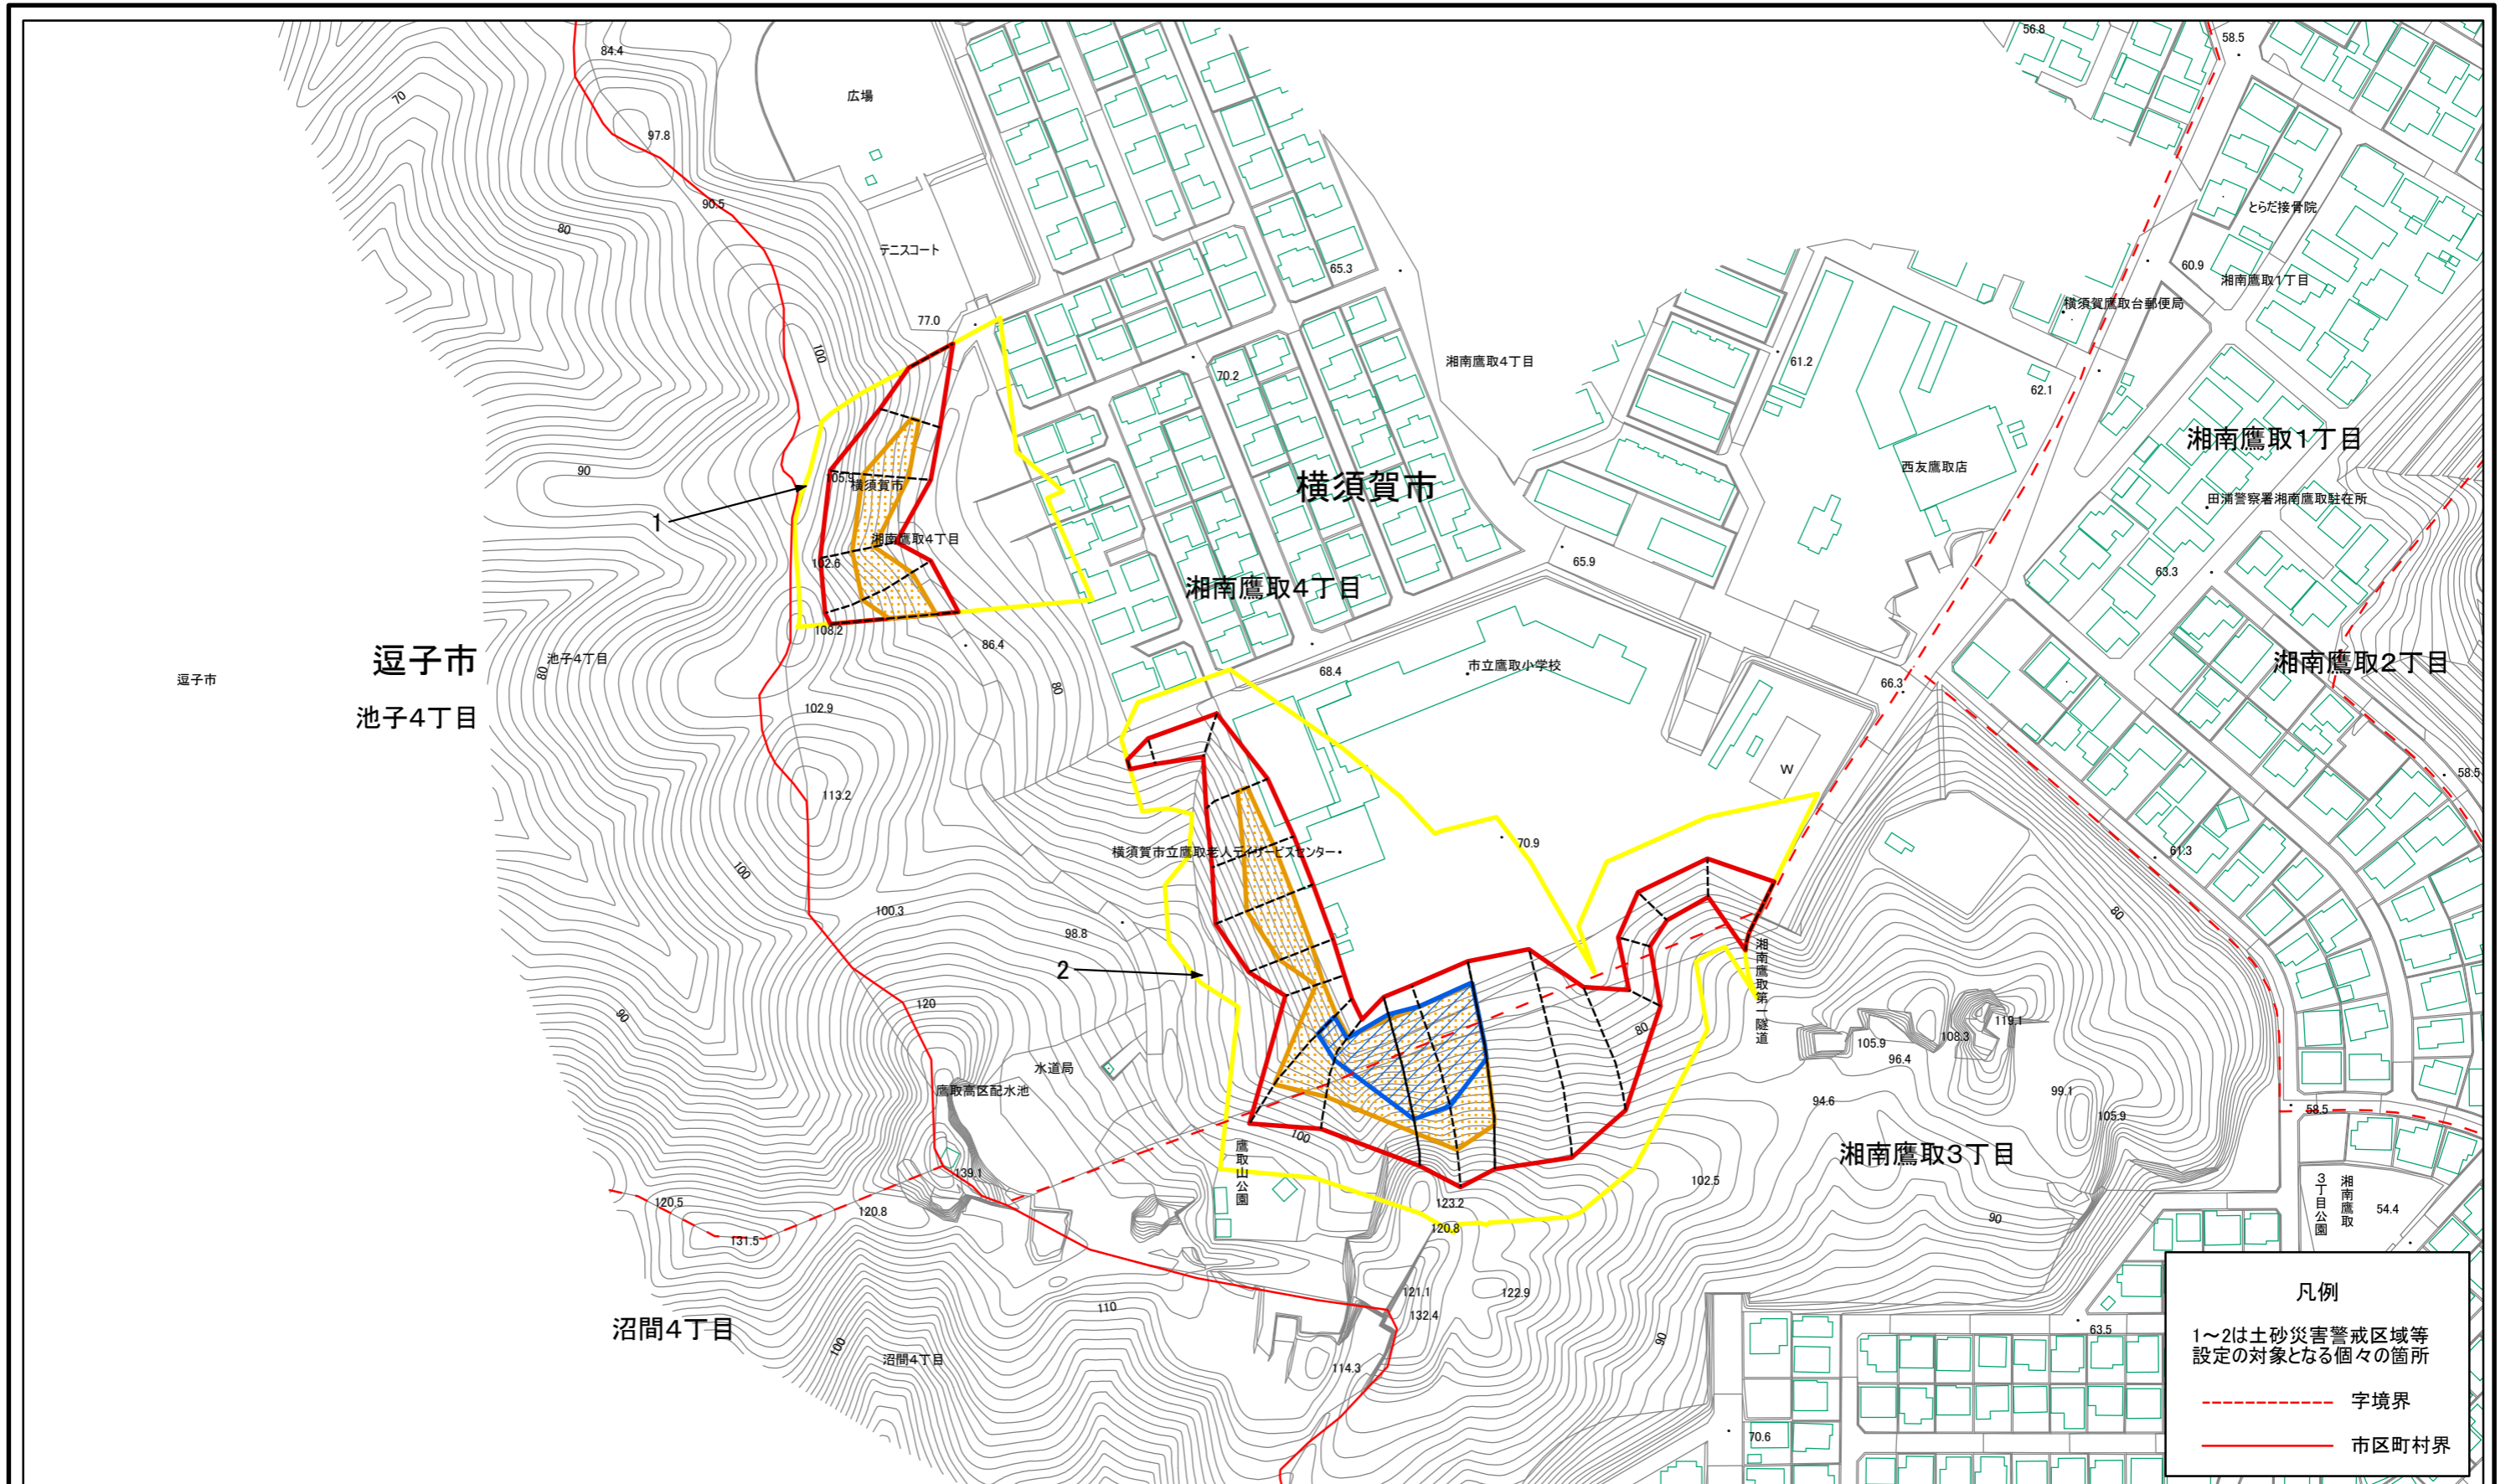 84.4
56.8
58.5
広場
70
97.8
90.5
とらだ接骨院
80
テニスコート
65.3
60.9
湘南鷹取1丁目
横須賀鷹取台郵便局
77.0
100
湘南鷹取4丁目
61.2
70.2
62.1
湘南鷹取1丁目
90
105.9
横須賀市
横須賀市
西友鷹取店
田浦警察署湘南鷹取駐在所
1
湘南鷹取4丁目
102.6
65.9
63.3
湘南鷹取4丁目
108.2
86.4
逗子市
池子4丁目
80
逗子市
68.4
市立鷹取小学校
66.3
湘南鷹取2丁目
80
池子4丁目
102.9
W
58.5
113.2
70.9
横須賀市立鷹取老人デイサービスセンター
61.3
100
100.3
98.8
80
2
湘南鷹取第一隧道
120
90
80
119.1
105.9
108.3
96.4
水道局
鷹取高区配水池
99.1
94.6
105.9
58.5
100
鷹取山公園
湘南鷹取3丁目
139.1
102.5
湘南鷹取
3丁目公園
54.4
120.5
120.8
123.2
90
120.8
131.5
121.1
122.9
110
132.4
沼間4丁目
100
沼間4丁目
90
63.5
114.3
70.6
凡例
1～2は土砂災害警戒区域等
設定の対象となる個々の箇所
字境界
市区町村界